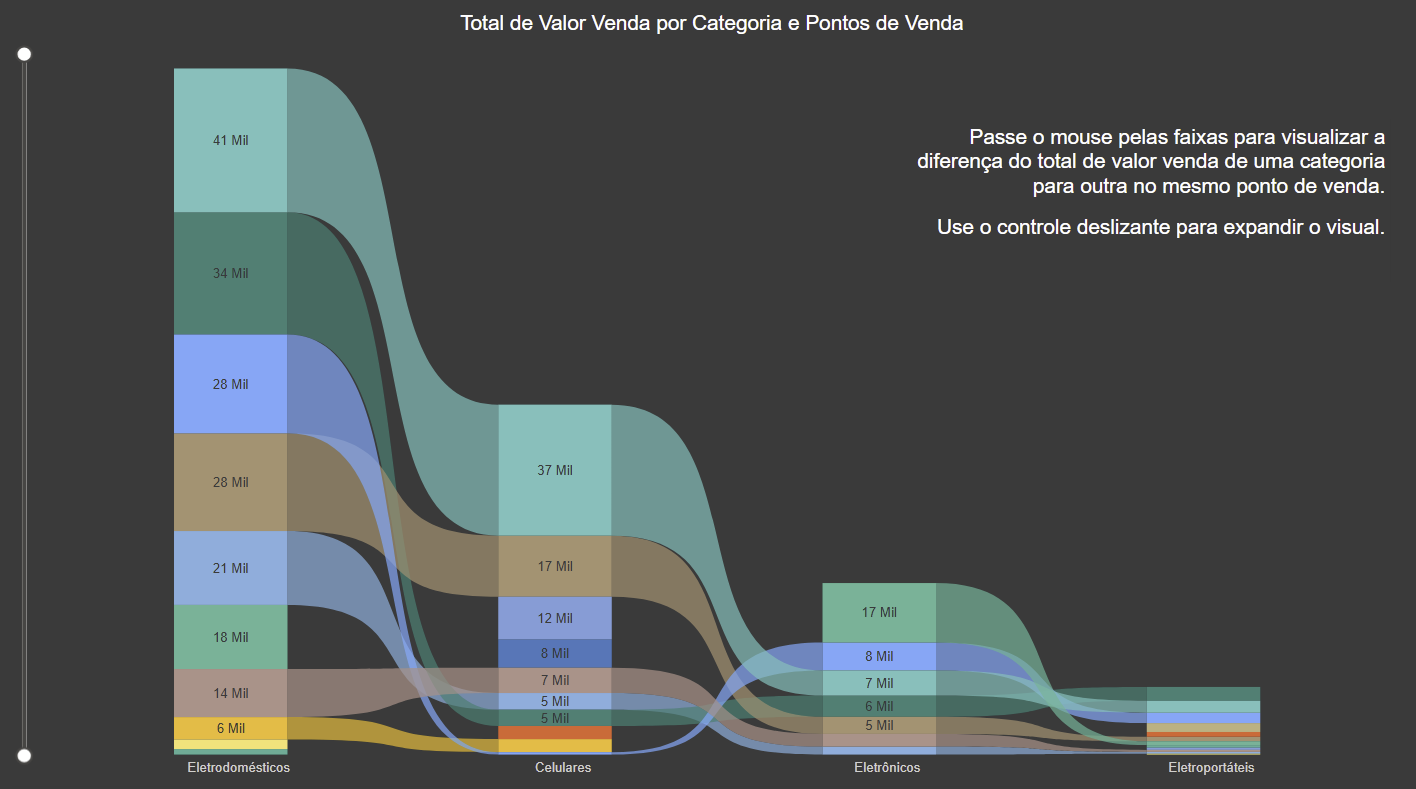 Total de Valor Venda por Categoria e Pontos de Venda
Passe o mouse pelas faixas para visualizar a
diferença do total de valor venda de uma categoria
para outra no mesmo ponto de venda.
Use o controle deslizante para expandir o visual.
41 Mil
34 Mil
28 Mil
28 Mil
21 Mil
18 Mil
14 Mil
6 Mil
Eletrodomésticos
37 Mil
17 Mil
12 Mil
8 Mil
7 Mil
5 Mil
5 Mil
Celulares
17 Mil
8 Mil
7 Mil
6 Mil
5 Mil
Eletrônicos
Eletroportáteis